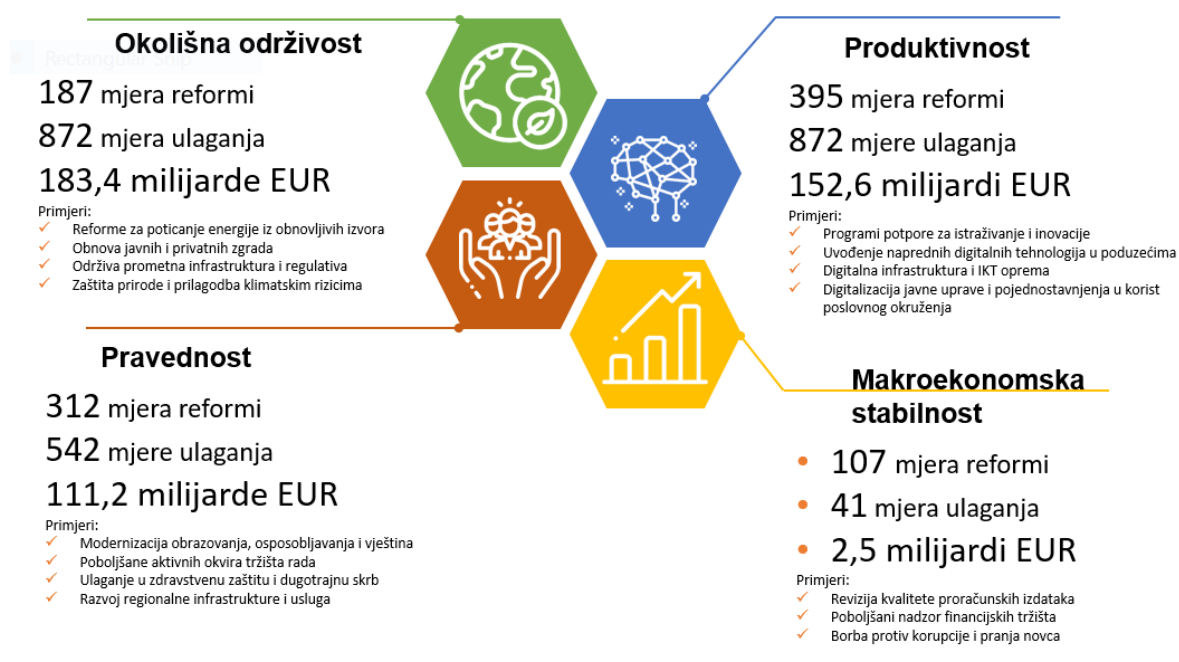 Rectangular Snip
Okolišna održivost
187 mjera reformi
872 mjera ulaganja
183,4 milijarde EUR
Primjeri:
Reforme za poticanje energije iz obnovljivih izvora
Obnova javnih i privatnih zgrada
Održiva prometna infrastruktura i regulativa
Zaštita prirode i prilagodba klimatskim rizicima
Produktivnost
395 mjera reformi
872 mjere ulaganja
152,6 milijardi EUR
Primjeri:
Programi potpore za istraživanje i inovacije
Uvođenje naprednih digitalnih tehnologija u poduzećima
Digitalna infrastruktura i IKT oprema
Digitalizacija javne uprave i pojednostavnjenja u korist
poslovnog okruženja
Pravednost
312 mjera reformi
542 mjere ulaganja
111,2 milijarde EUR
Primjeri:
Modernizacija obrazovanja, osposobljavanja i vještina
Poboljšane aktivnih okvira tržišta rada
Ulaganje u zdravstvenu zaštitu i dugotrajnu skrb
Razvoj regionalne infrastrukture i usluga
Makroekonomska
stabilnost
107 mjera reformi
41 mjera ulaganja
2,5 milijardi EUR
Primjeri:
Revizija kvalitete proračunskih izdataka
Poboljšani nadzor financijskih tržišta
Borba protiv korupcije i pranja novca